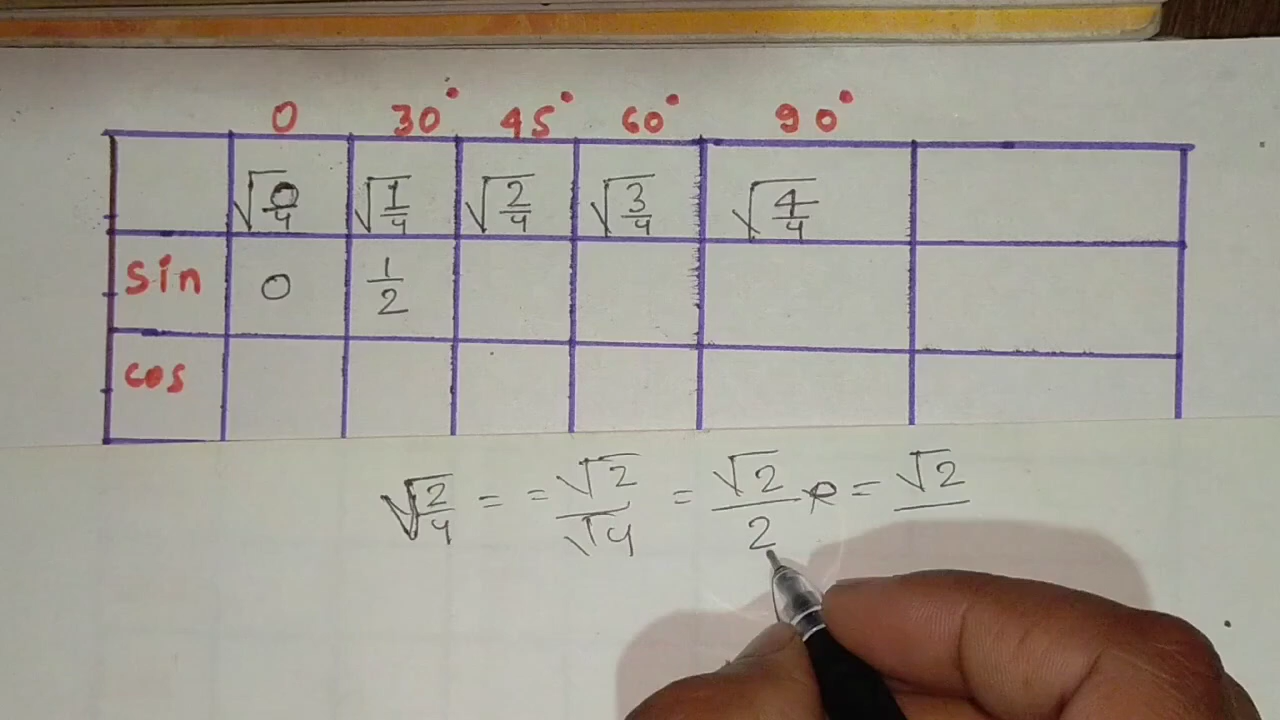 0 30° 45° 60° 90°
√0/4 √1/4 √2/4 √3/4 √4/4
sin 0 1/2
cos
√2/4 = = √2/√4 = √2/2 = √2